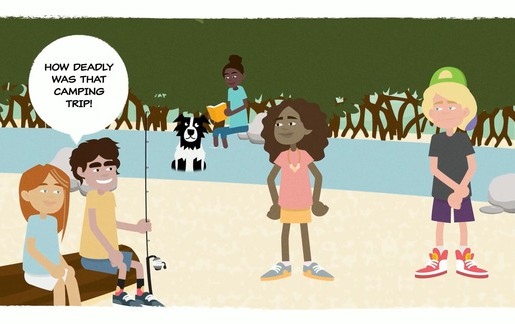 HOW DEADLY
WAS THAT
CAMPING
TRIP!